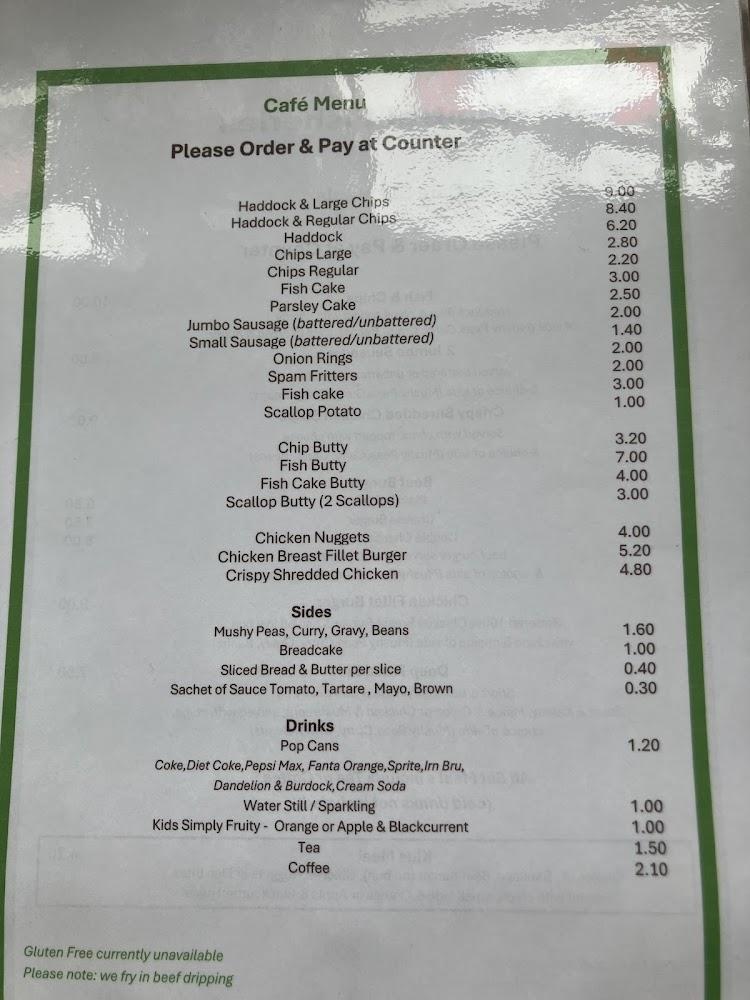 Café Menu
Please Order & Pay at Counter
Haddock & Large Chips 9.00
Haddock & Regular Chips 8.40
Haddock 6.20
Chips Large 2.80
Chips Regular 2.20
Fish Cake 3.00
Parsley Cake 2.50
Jumbo Sausage (battered/unbattered) 2.00
Small Sausage (battered/unbattered) 1.40
Onion Rings 2.00
Spam Fritters 2.00
Fish cake 3.00
Scallop Potato 1.00
Chip Butty 3.20
Fish Butty 7.00
Fish Cake Butty 4.00
Scallop Butty (2 Scallops) 3.00
Chicken Nuggets 4.00
Chicken Breast Fillet Burger 5.20
Crispy Shredded Chicken 4.80
Sides
Mushy Peas, Curry, Gravy, Beans 1.60
Breadcake 1.00
Sliced Bread & Butter per slice 0.40
Sachet of Sauce Tomato, Tartare , Mayo, Brown 0.30
Drinks
Pop Cans 1.20
Coke,Diet Coke,Pepsi Max, Fanta Orange,Sprite,Irn Bru,
Dandelion & Burdock,Cream Soda
Water Still / Sparkling 1.00
Kids Simply Fruity - Orange or Apple & Blackcurrent 1.00
Tea 1.50
Coffee 2.10
Gluten Free currently unavailable
Please note: we fry in beef dripping